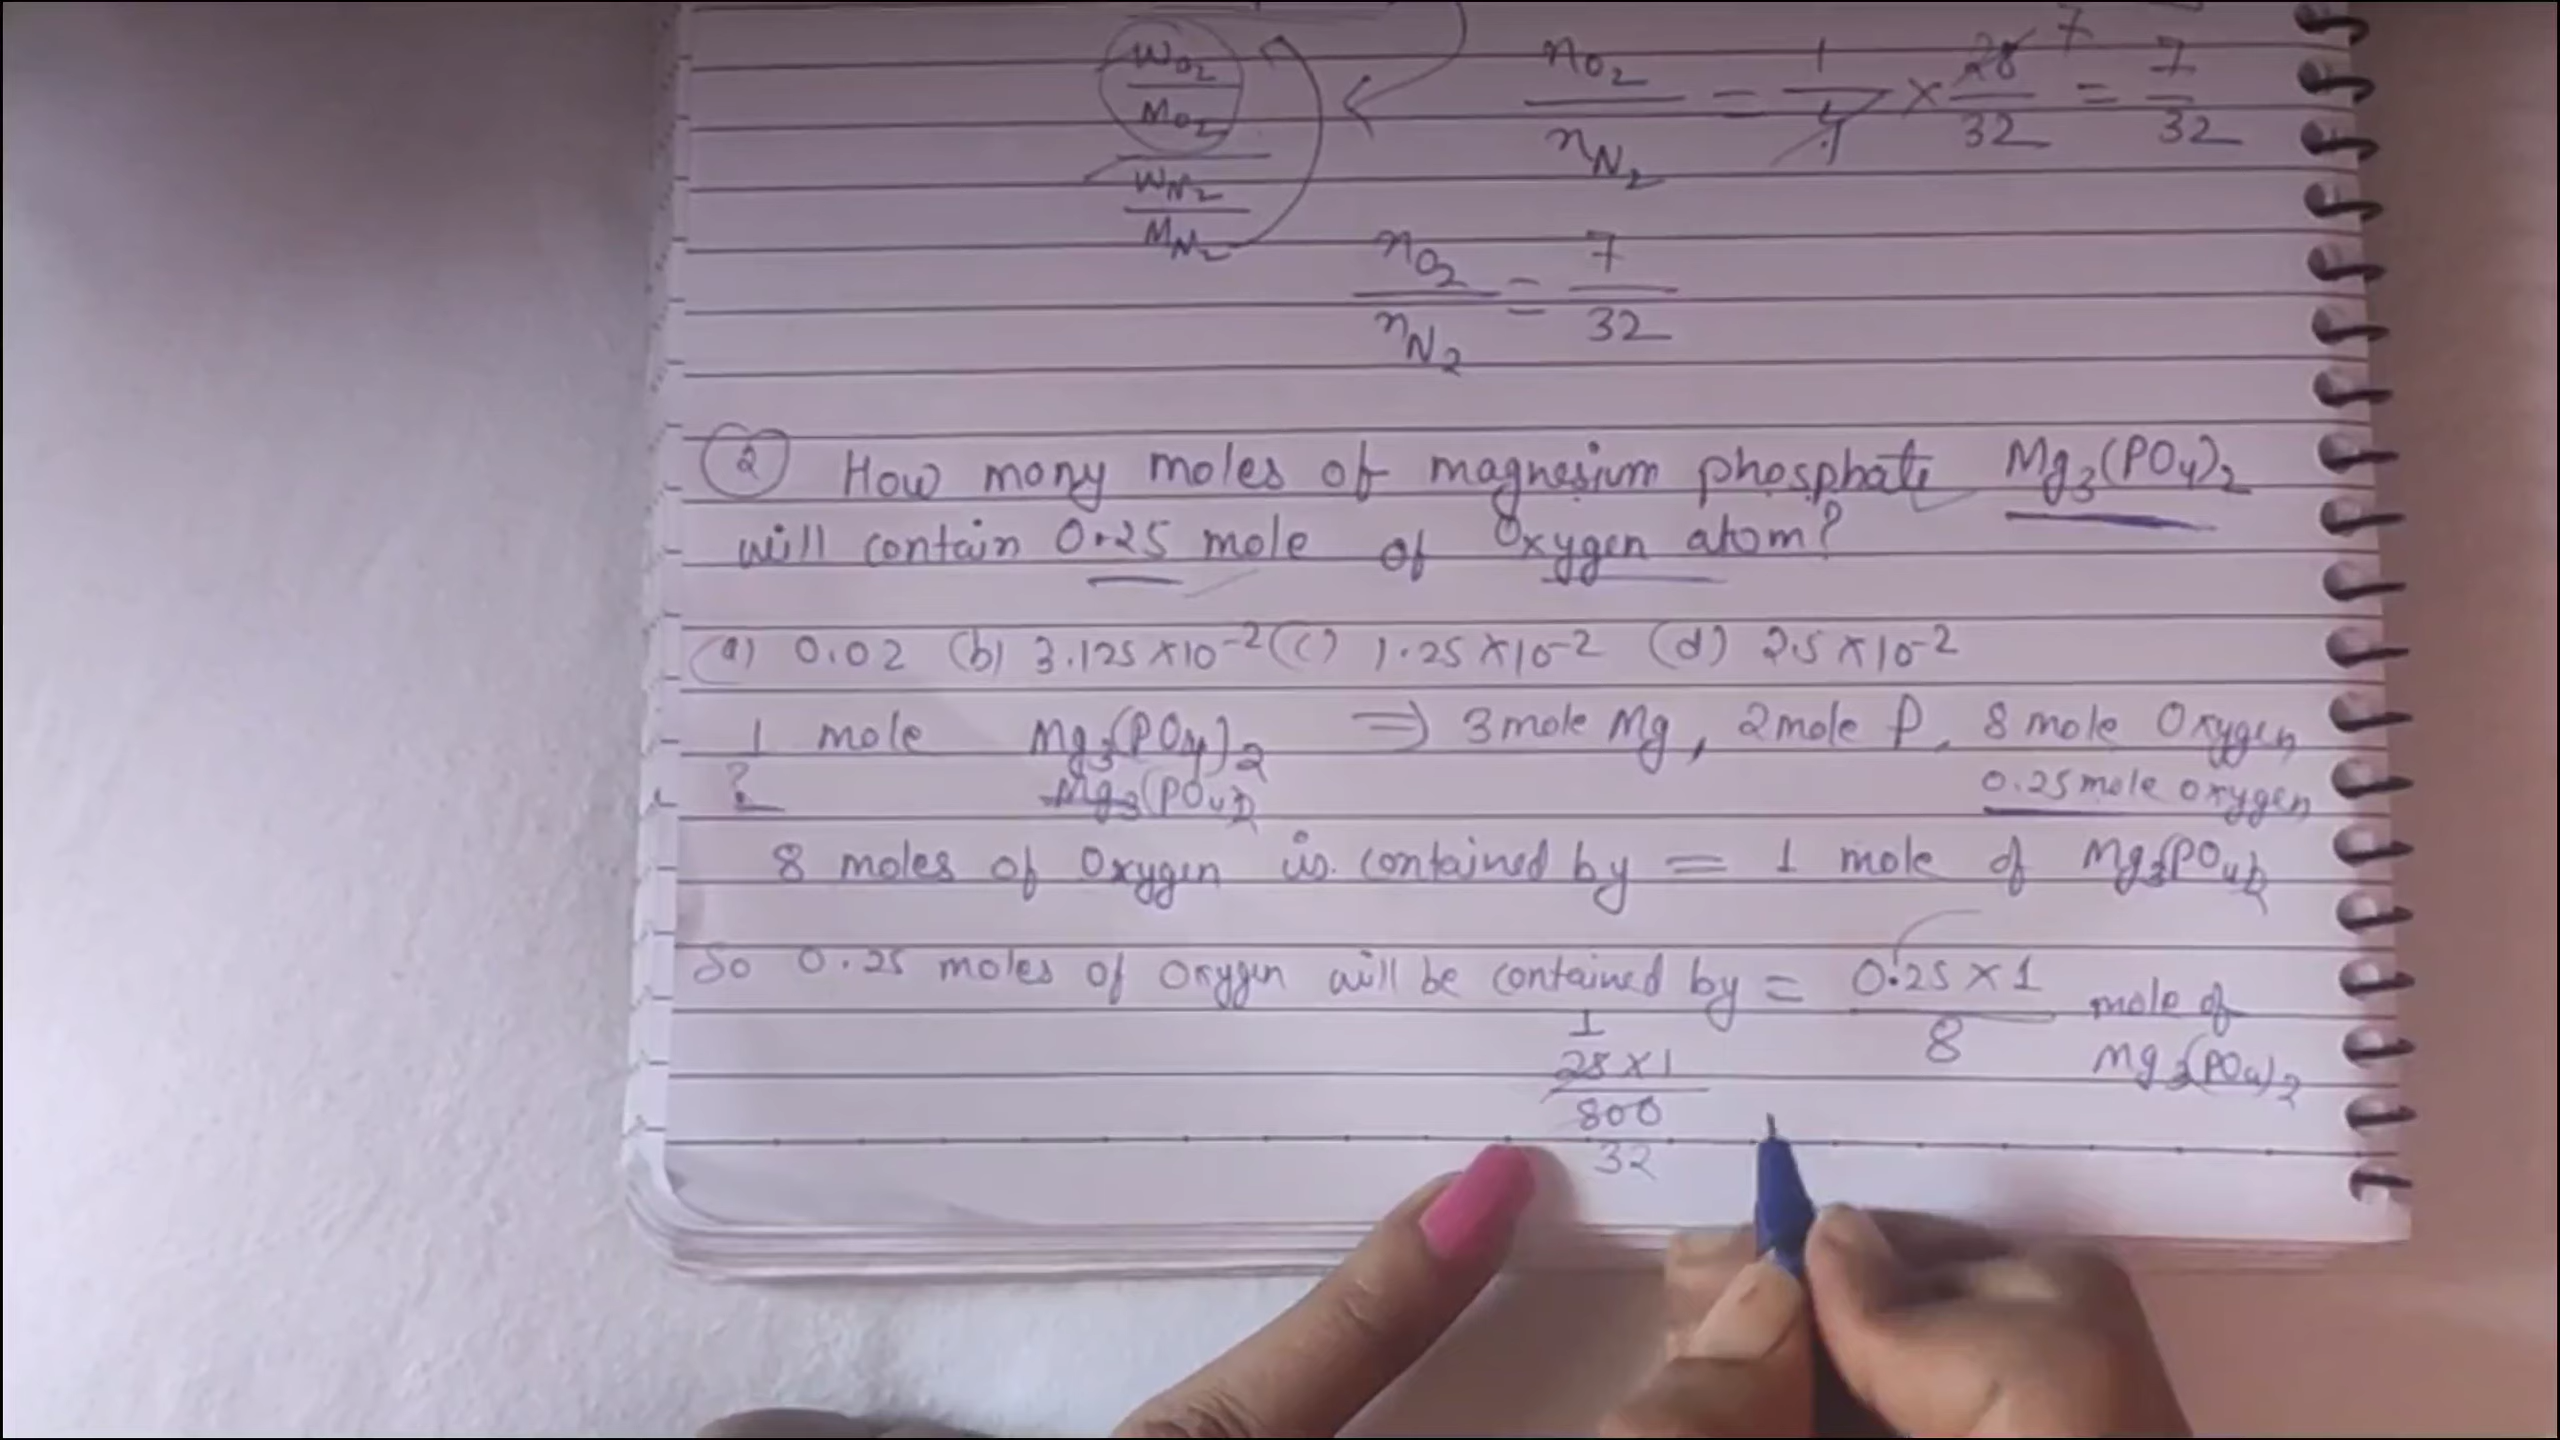 WO2
MO2
WN2
MN2
nO2 / nN2 = 1/4 × 28/32 = 7/32
7
nO2 / nN2 = 7/32
(2) How many moles of magnesium phosphate Mg3(PO4)2
will contain 0.25 mole of Oxygen atom?
(a) 0.02 (b) 3.125 × 10-2 (c) 1.25 × 10-2 (d) 2.5 × 10-2
1 mole Mg3(PO4)2 ⇒ 3 mole Mg, 2 mole P, 8 mole Oxygen
? Mg3(PO4)2 0.25 mole oxygen
8 moles of Oxygen is contained by = 1 mole of Mg3(PO4)2
So 0.25 moles of oxygen will be contained by = 0.25 × 1 / 8 mole of
Mg3(PO4)2
1
25 × 1
800
32